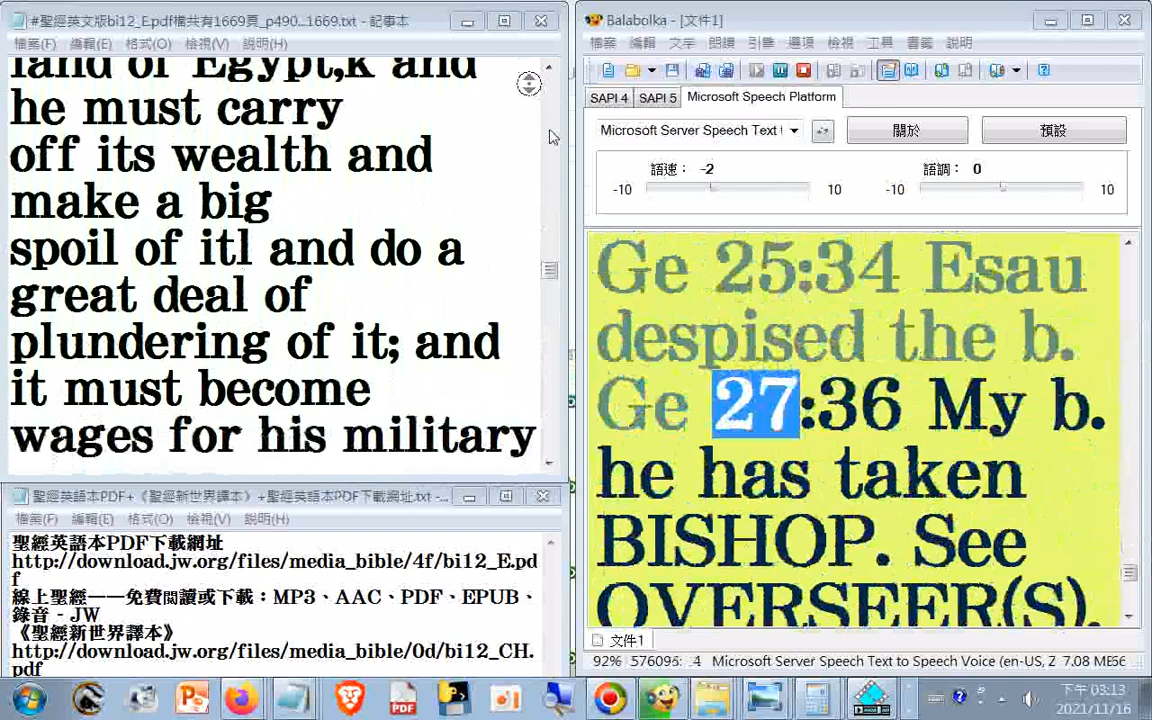 #聖經英文版bi12_E.pdf檔共有1669頁_p490...1669.txt - 記事本
檔案(F) 編輯(E) 格式(O) 檢視(V) 說明(H)
land of Egypt,k and
he must carry
off its wealth and
make a big
spoil of itl and do a
great deal of
plundering of it; and
it must become
wages for his military
聖經英語本PDF+《聖經新世界譯本》+聖經英語本PDF下載網址.txt -...
檔案(F) 編輯(E) 格式(O) 檢視(V) 說明(H)
聖經英語本PDF下載網址
http://download.jw.org/files/media_bible/4f/bi12_E.pd
f
線上聖經——免費閱讀或下載：MP3、AAC、PDF、EPUB、
錄音 - JW
《聖經新世界譯本》
http://download.jw.org/files/media_bible/0d/bi12_CH.
pdf
Balabolka - [文件1]
檔案 編輯 文字 朗讀 引擎 選項 檢視 工具 書籤 說明
SAPI 4 SAPI 5 Microsoft Speech Platform
Microsoft Server Speech Text 關於 預設
語速： -2 語調： 0
-10 10 -10 10
Ge 25:34 Esau
despised the b.
Ge 27:36 My b.
he has taken
BISHOP. See
OVERSEER(S).
文件1
92% 576095: .4 Microsoft Server Speech Text to Speech Voice (en-US, Z 7.08 ME
下午 03:13
2021/11/16